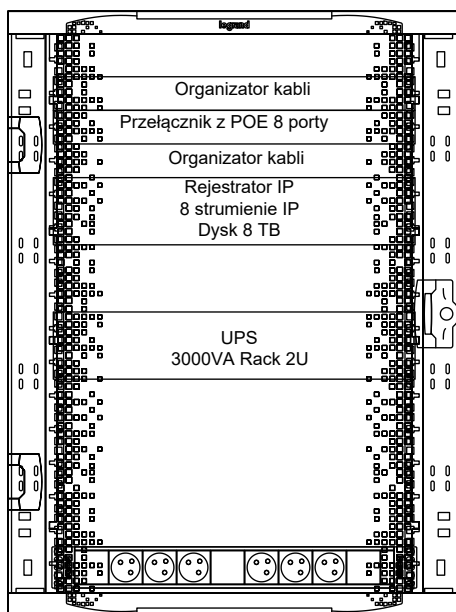 legrand
Organizator kabli
Przełącznik z POE 8 porty
Organizator kabli
Rejestrator IP
8 strumienie IP
Dysk 8 TB
UPS
3000VA Rack 2U